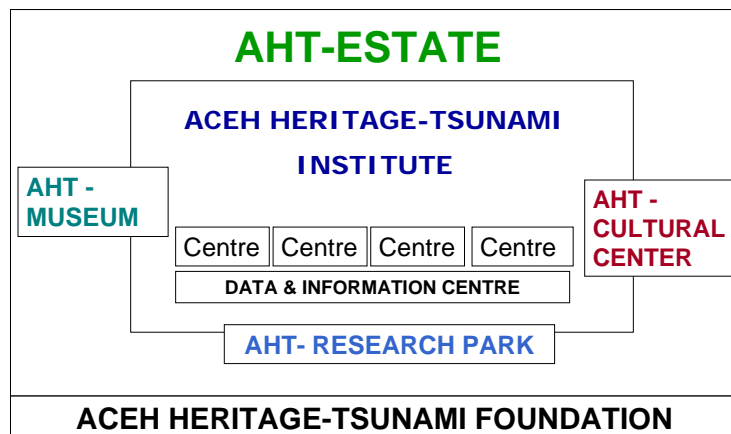 AHT-ESTATE
ACEH HERITAGE-TSUNAMI
INSTITUTE
AHT -
MUSEUM
AHT -
CULTURAL
CENTER
Centre Centre Centre Centre
DATA & INFORMATION CENTRE
AHT- RESEARCH PARK
ACEH HERITAGE-TSUNAMI FOUNDATION